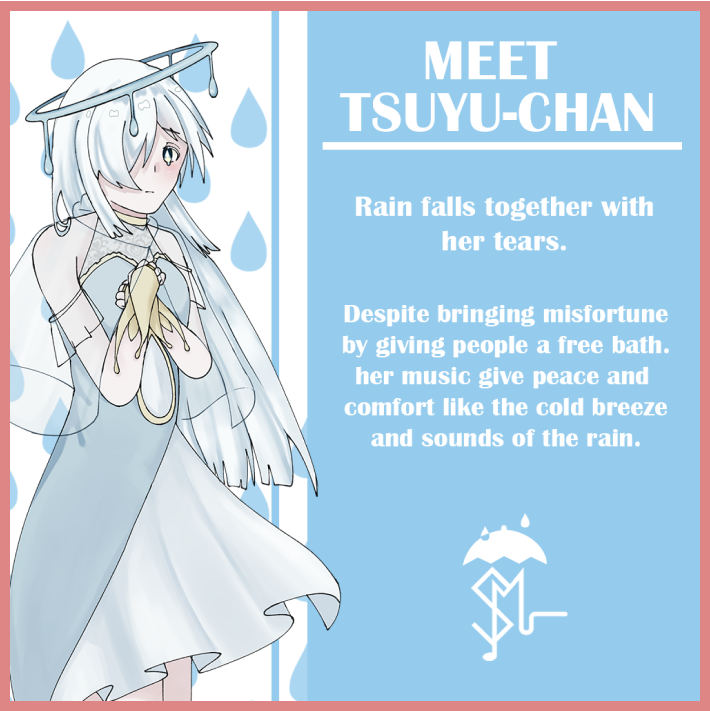 MEET
TSUYU-CHAN
Rain falls together with
her tears.
Despite bringing misfortune
by giving people a free bath.
her music give peace and
comfort like the cold breeze
and sounds of the rain.